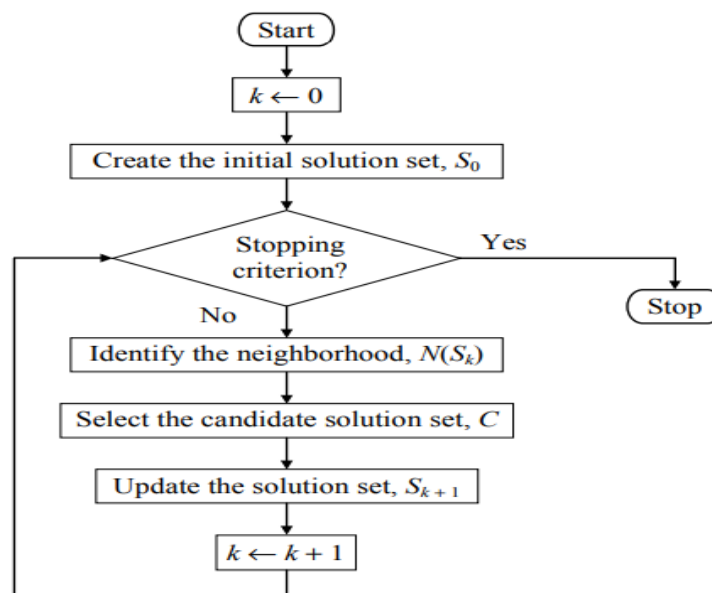 Start
k ← 0
Create the initial solution set, S₀
Stopping
criterion?
Yes
Stop
No
Identify the neighborhood, N(Sₖ)
Select the candidate solution set, C
Update the solution set, Sₖ₊₁
k ← k + 1